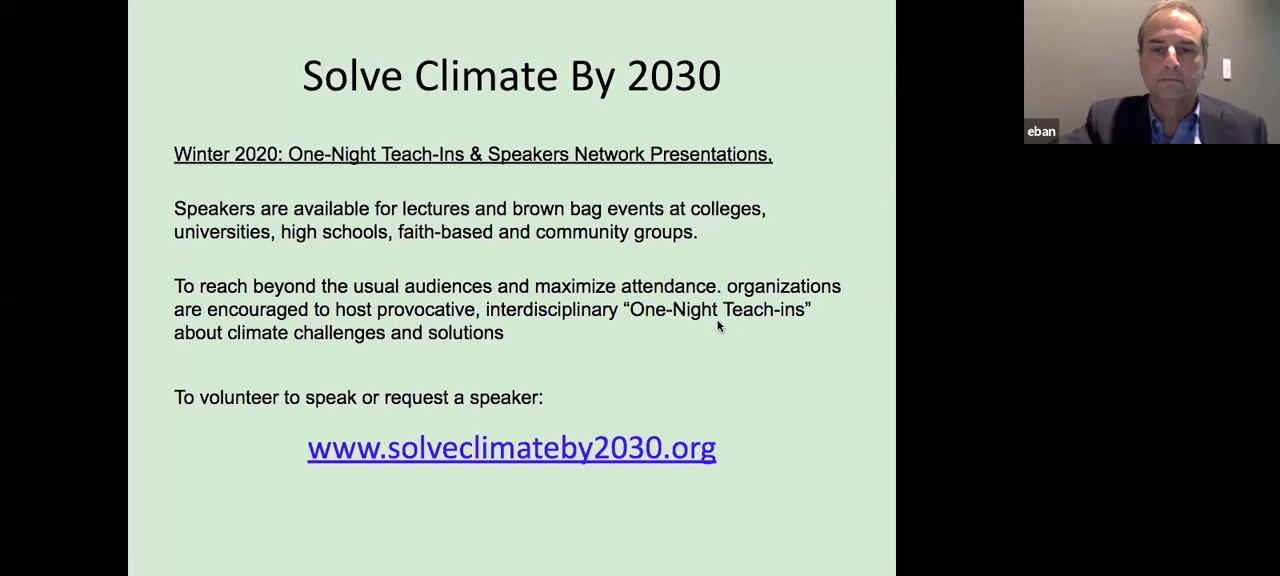 Solve Climate By 2030
Winter 2020: One-Night Teach-Ins & Speakers Network Presentations,
Speakers are available for lectures and brown bag events at colleges,
universities, high schools, faith-based and community groups.
To reach beyond the usual audiences and maximize attendance. organizations
are encouraged to host provocative, interdisciplinary “One-Night Teach-ins”
about climate challenges and solutions
To volunteer to speak or request a speaker:
www.solveclimateby2030.org
eban